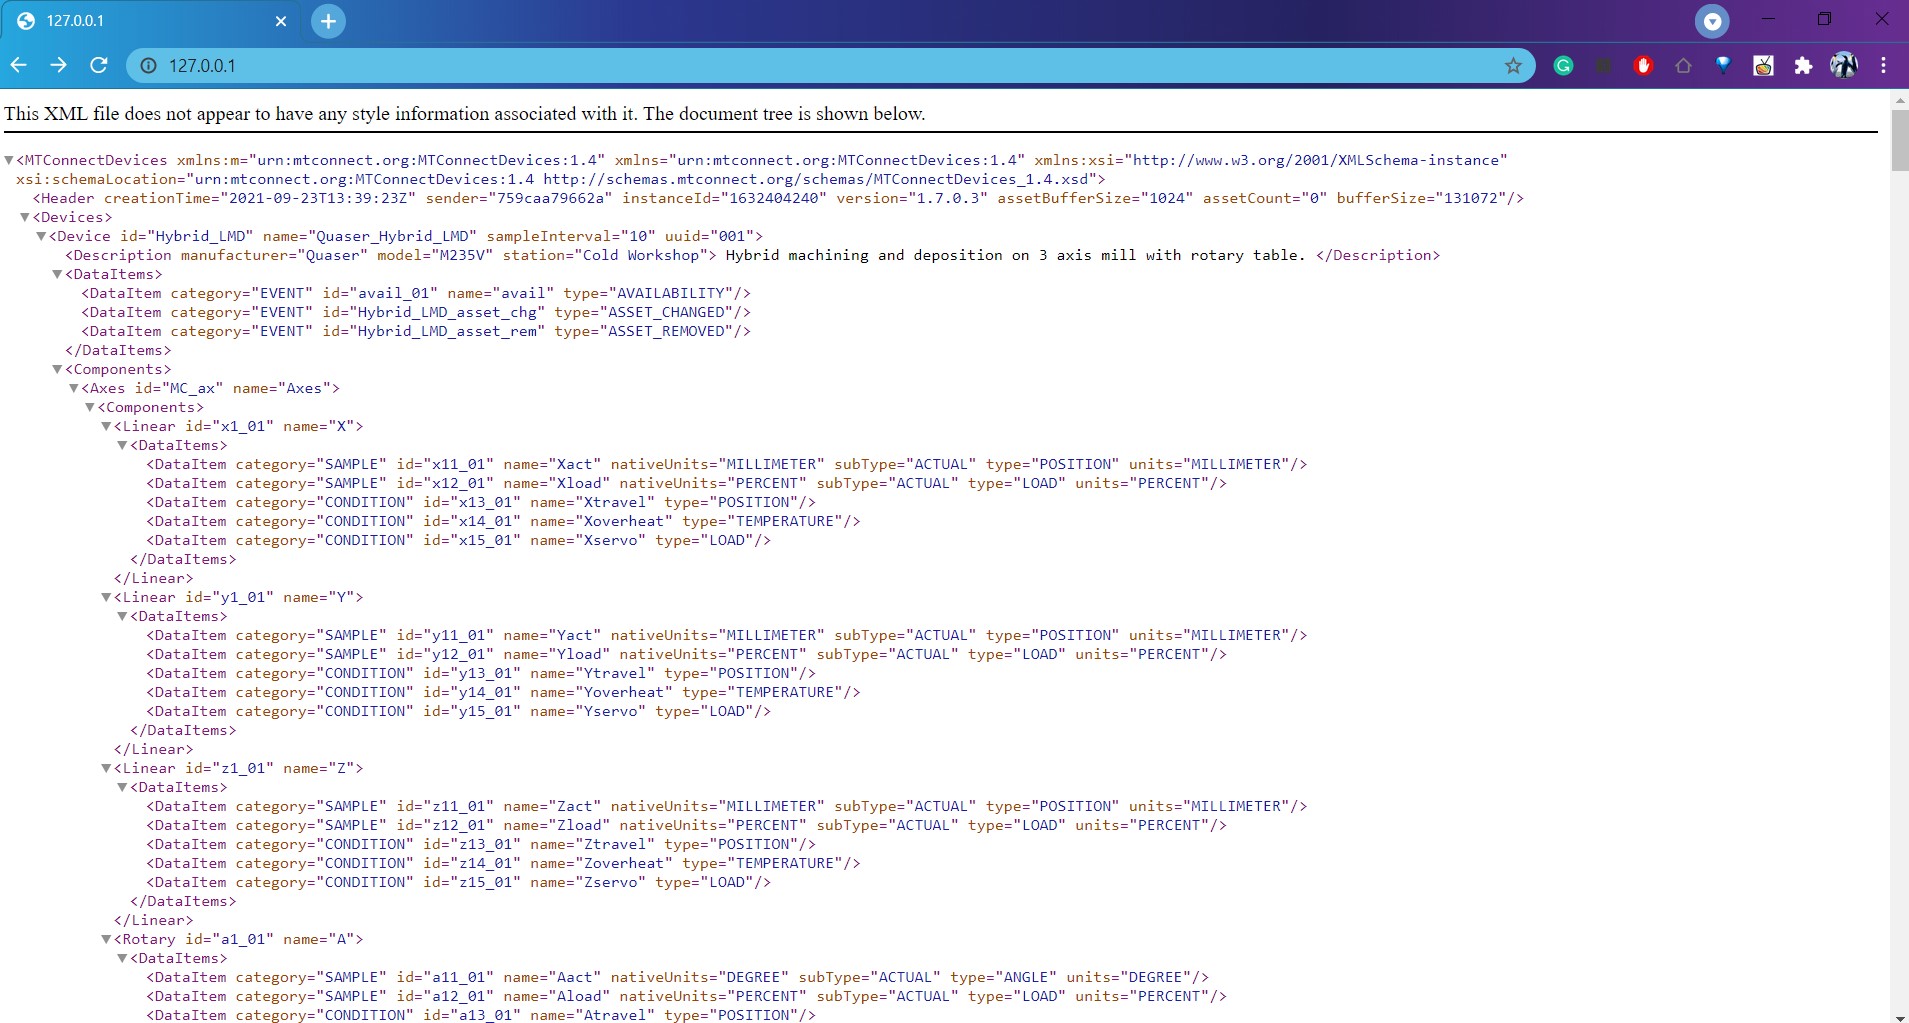 127.0.0.1
127.0.0.1
This XML file does not appear to have any style information associated with it. The document tree is shown below.
▼<MTConnectDevices xmlns:m="urn:mtconnect.org:MTConnectDevices:1.4" xmlns="urn:mtconnect.org:MTConnectDevices:1.4" xmlns:xsi="http://www.w3.org/2001/XMLSchema-instance"
xsi:schemaLocation="urn:mtconnect.org:MTConnectDevices:1.4 http://schemas.mtconnect.org/schemas/MTConnectDevices_1.4.xsd">
<Header creationTime="2021-09-23T13:39:23Z" sender="759caa79662a" instanceId="1632404240" version="1.7.0.3" assetBufferSize="1024" assetCount="0" bufferSize="131072"/>
▼<Devices>
▼<Device id="Hybrid_LMD" name="Quaser_Hybrid_LMD" sampleInterval="10" uuid="001">
<Description manufacturer="Quaser" model="M235V" station="Cold Workshop"> Hybrid machining and deposition on 3 axis mill with rotary table. </Description>
▼<DataItems>
<DataItem category="EVENT" id="avail_01" name="avail" type="AVAILABILITY"/>
<DataItem category="EVENT" id="Hybrid_LMD_asset_chg" type="ASSET_CHANGED"/>
<DataItem category="EVENT" id="Hybrid_LMD_asset_rem" type="ASSET_REMOVED"/>
</DataItems>
▼<Components>
▼<Axes id="MC_ax" name="Axes">
▼<Components>
▼<Linear id="x1_01" name="X">
▼<DataItems>
<DataItem category="SAMPLE" id="x11_01" name="Xact" nativeUnits="MILLIMETER" subType="ACTUAL" type="POSITION" units="MILLIMETER"/>
<DataItem category="SAMPLE" id="x12_01" name="Xload" nativeUnits="PERCENT" subType="ACTUAL" type="LOAD" units="PERCENT"/>
<DataItem category="CONDITION" id="x13_01" name="Xtravel" type="POSITION"/>
<DataItem category="CONDITION" id="x14_01" name="Xoverheat" type="TEMPERATURE"/>
<DataItem category="CONDITION" id="x15_01" name="Xservo" type="LOAD"/>
</DataItems>
</Linear>
▼<Linear id="y1_01" name="Y">
▼<DataItems>
<DataItem category="SAMPLE" id="y11_01" name="Yact" nativeUnits="MILLIMETER" subType="ACTUAL" type="POSITION" units="MILLIMETER"/>
<DataItem category="SAMPLE" id="y12_01" name="Yload" nativeUnits="PERCENT" subType="ACTUAL" type="LOAD" units="PERCENT"/>
<DataItem category="CONDITION" id="y13_01" name="Ytravel" type="POSITION"/>
<DataItem category="CONDITION" id="y14_01" name="Yoverheat" type="TEMPERATURE"/>
<DataItem category="CONDITION" id="y15_01" name="Yservo" type="LOAD"/>
</DataItems>
</Linear>
▼<Linear id="z1_01" name="Z">
▼<DataItems>
<DataItem category="SAMPLE" id="z11_01" name="Zact" nativeUnits="MILLIMETER" subType="ACTUAL" type="POSITION" units="MILLIMETER"/>
<DataItem category="SAMPLE" id="z12_01" name="Zload" nativeUnits="PERCENT" subType="ACTUAL" type="LOAD" units="PERCENT"/>
<DataItem category="CONDITION" id="z13_01" name="Ztravel" type="POSITION"/>
<DataItem category="CONDITION" id="z14_01" name="Zoverheat" type="TEMPERATURE"/>
<DataItem category="CONDITION" id="z15_01" name="Zservo" type="LOAD"/>
</DataItems>
</Linear>
▼<Rotary id="a1_01" name="A">
▼<DataItems>
<DataItem category="SAMPLE" id="a11_01" name="Aact" nativeUnits="DEGREE" subType="ACTUAL" type="ANGLE" units="DEGREE"/>
<DataItem category="SAMPLE" id="a12_01" name="Aload" nativeUnits="PERCENT" subType="ACTUAL" type="LOAD" units="PERCENT"/>
<DataItem category="CONDITION" id="a13_01" name="Atravel" type="POSITION"/>